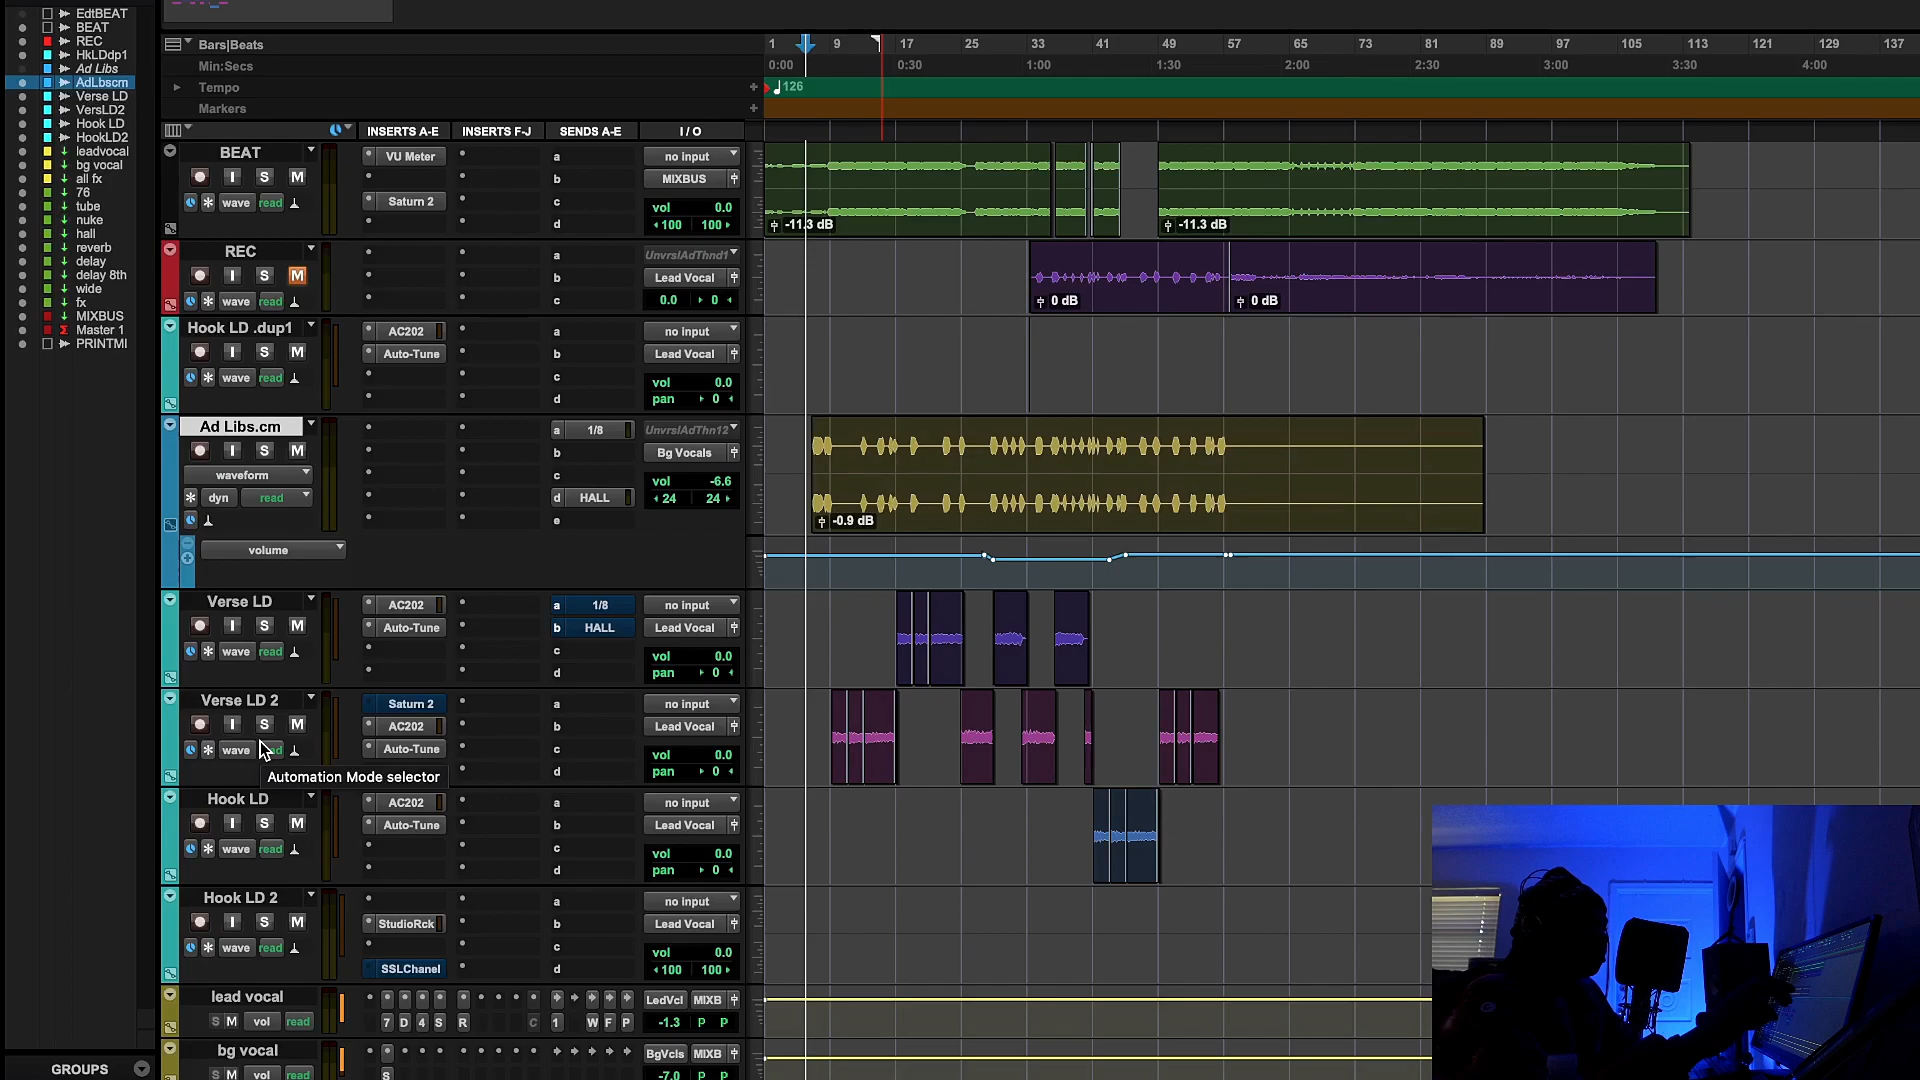 EdtBEAT
BEAT
REC
HkLDdp1
Ad Libs
AdLbscm
Verse LD
VersLD2
Hook LD
HookLD2
leadvocal
bg vocal
all fx
76
tube
nuke
hall
reverb
delay
delay 8th
wide
fx
MIXBUS
Master 1
PRINTMI
GROUPS
Bars|Beats
1 9 17 25 33 41 49 57 65 73 81 89 97 105 113 121 129 137
Min:Secs
0:00 0:30 1:00 1:30 2:00 2:30 3:00 3:30 4:00
Tempo + 126
Markers +
INSERTS A-E INSERTS F-J SENDS A-E I / O
BEAT VU Meter a no input
I S M b MIXBUS
wave read Saturn 2 c vol 0.0
d 100 100
-11.3 dB -11.3 dB
REC a UnvrslAdThnd1
I S M b Lead Vocal
wave read c 0.0 0
0 dB 0 dB
Hook LD .dup1 AC202 a no input
I S M Auto-Tune b Lead Vocal
wave read c vol 0.0
d pan 0
Ad Libs.cm a 1/8 UnvrslAdThn12
I S M b Bg Vocals
waveform c vol -6.6
dyn read d HALL 24 24
e
-0.9 dB
volume
Verse LD AC202 a 1/8 no input
I S M Auto-Tune b HALL Lead Vocal
wave read c vol 0.0
d pan 0
Verse LD 2 Saturn 2 a no input
I S M AC202 b Lead Vocal
wave Auto-Tune c vol 0.0
Automation Mode selector d pan 0
Hook LD AC202 a no input
I S M Auto-Tune b Lead Vocal
wave read c vol 0.0
d pan 0
Hook LD 2 a no input
I S M StudioRck b Lead Vocal
wave read c vol 0.0
SSLChanel d 100 100
lead vocal LedVcl MIXB
S M vol read 7 D 4 S R C 1 W F P -1.3 P P
bg vocal BgVcls MIXB
S M vol read S -7.0 P P